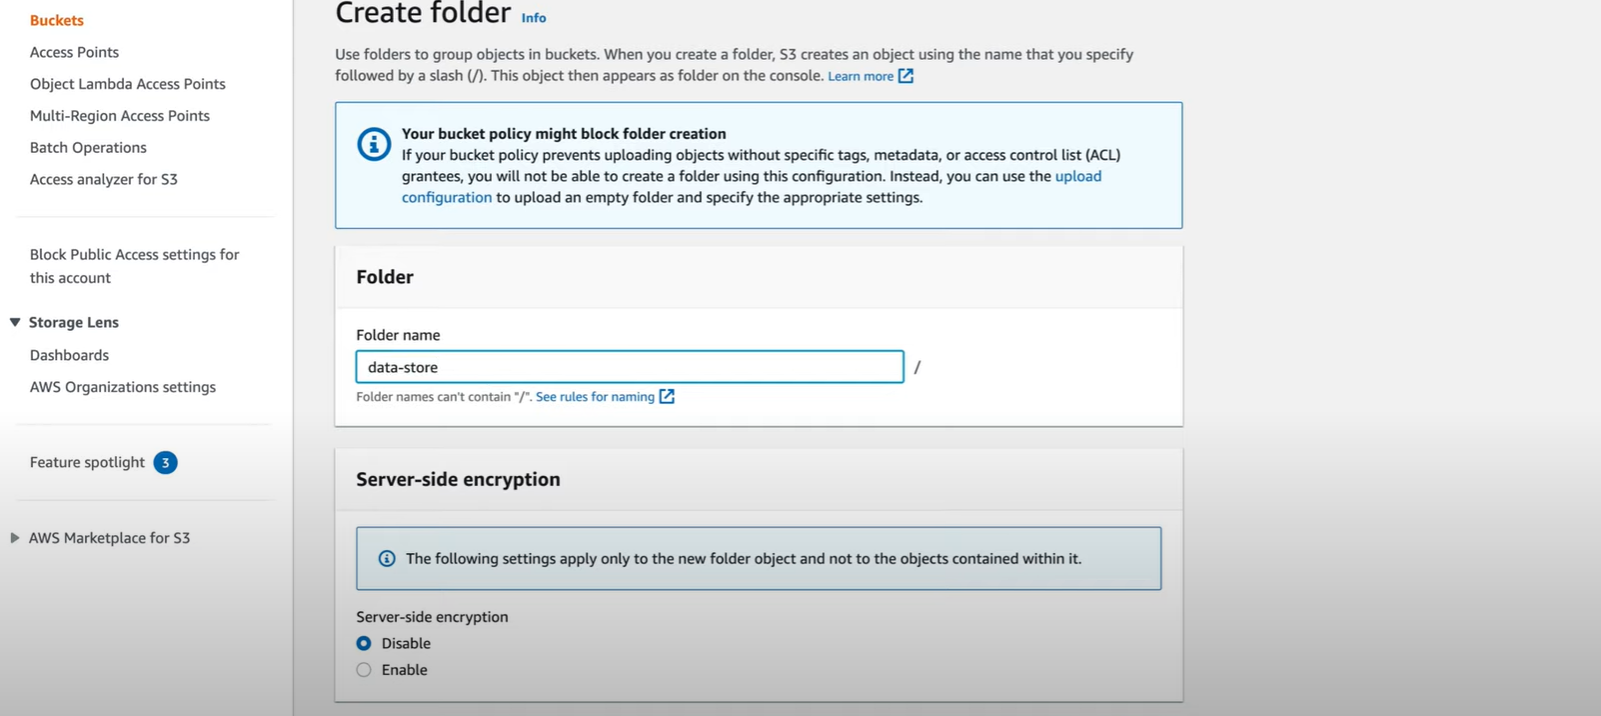 Buckets
Access Points
Object Lambda Access Points
Multi-Region Access Points
Batch Operations
Access analyzer for S3
Block Public Access settings for
this account
Storage Lens
Dashboards
AWS Organizations settings
Feature spotlight 3
AWS Marketplace for S3
Create folder Info
Use folders to group objects in buckets. When you create a folder, S3 creates an object using the name that you specify
followed by a slash (/). This object then appears as folder on the console. Learn more
Your bucket policy might block folder creation
If your bucket policy prevents uploading objects without specific tags, metadata, or access control list (ACL)
grantees, you will not be able to create a folder using this configuration. Instead, you can use the upload
configuration to upload an empty folder and specify the appropriate settings.
Folder
Folder name
data-store /
Folder names can't contain "/". See rules for naming
Server-side encryption
The following settings apply only to the new folder object and not to the objects contained within it.
Server-side encryption
Disable
Enable